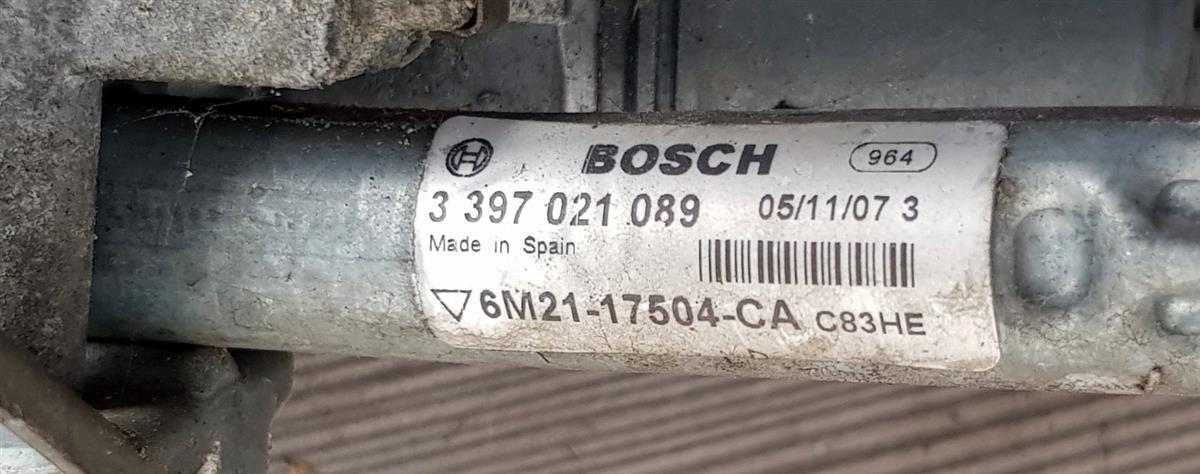 BOSCH 964
3 397 021 089 05/11/07 3
Made in Spain
6M21-17504-CA C83HE